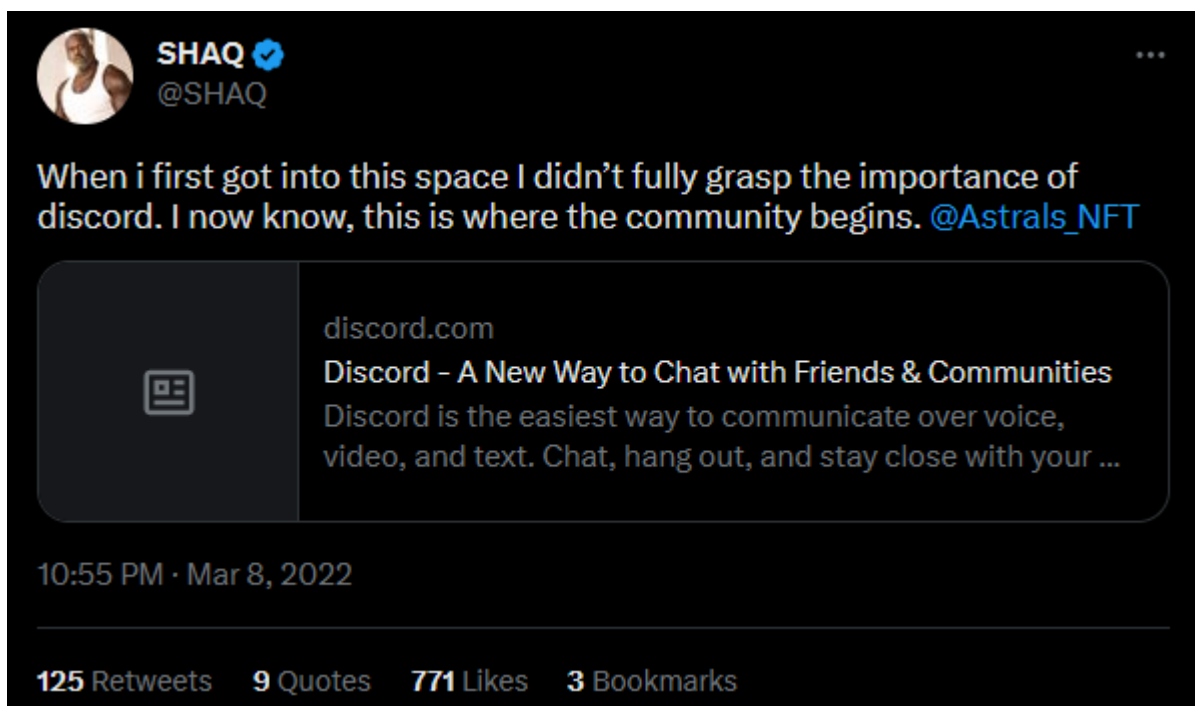 SHAQ
@SHAQ
When i first got into this space I didn’t fully grasp the importance of
discord. I now know, this is where the community begins. @Astrals_NFT
discord.com
Discord - A New Way to Chat with Friends & Communities
Discord is the easiest way to communicate over voice,
video, and text. Chat, hang out, and stay close with your ...
10:55 PM · Mar 8, 2022
125 Retweets 9 Quotes 771 Likes 3 Bookmarks